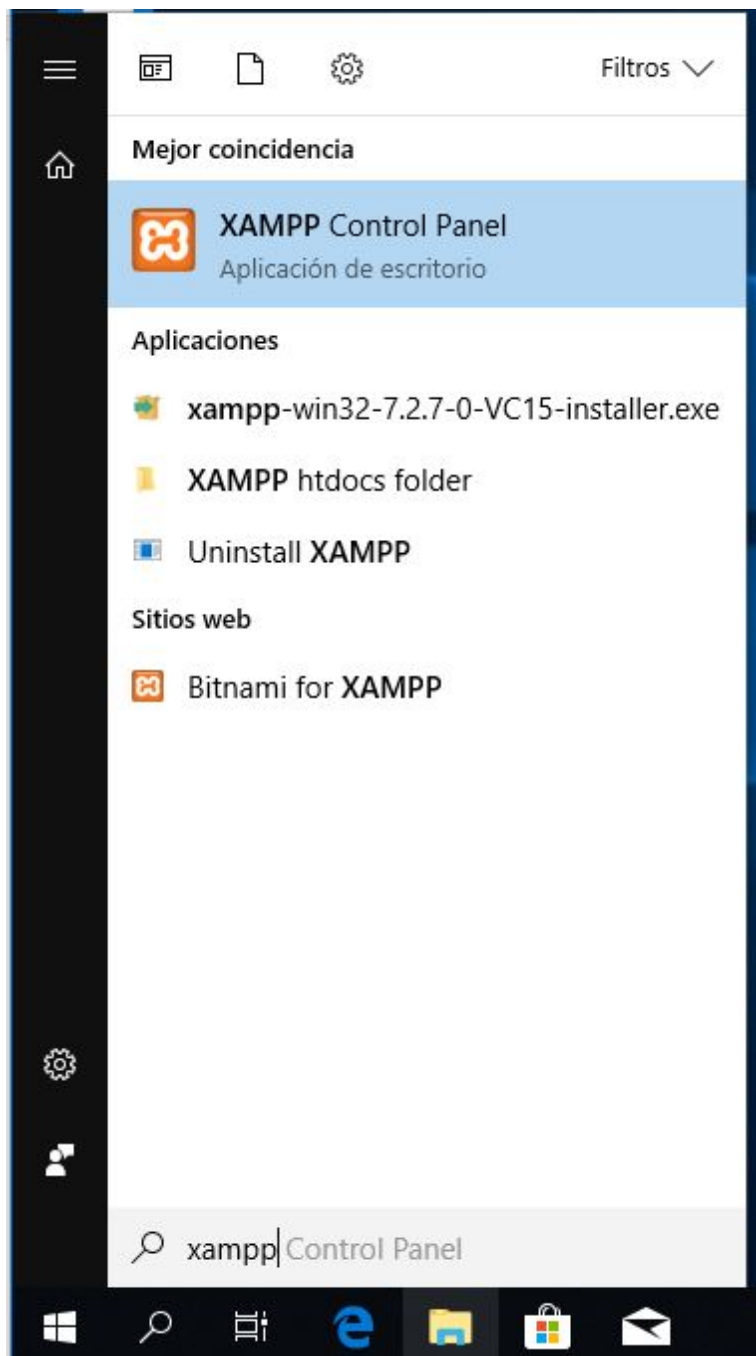 Filtros
Mejor coincidencia
XAMPP Control Panel
Aplicación de escritorio
Aplicaciones
xampp-win32-7.2.7-0-VC15-installer.exe
XAMPP htdocs folder
Uninstall XAMPP
Sitios web
Bitnami for XAMPP
xampp Control Panel